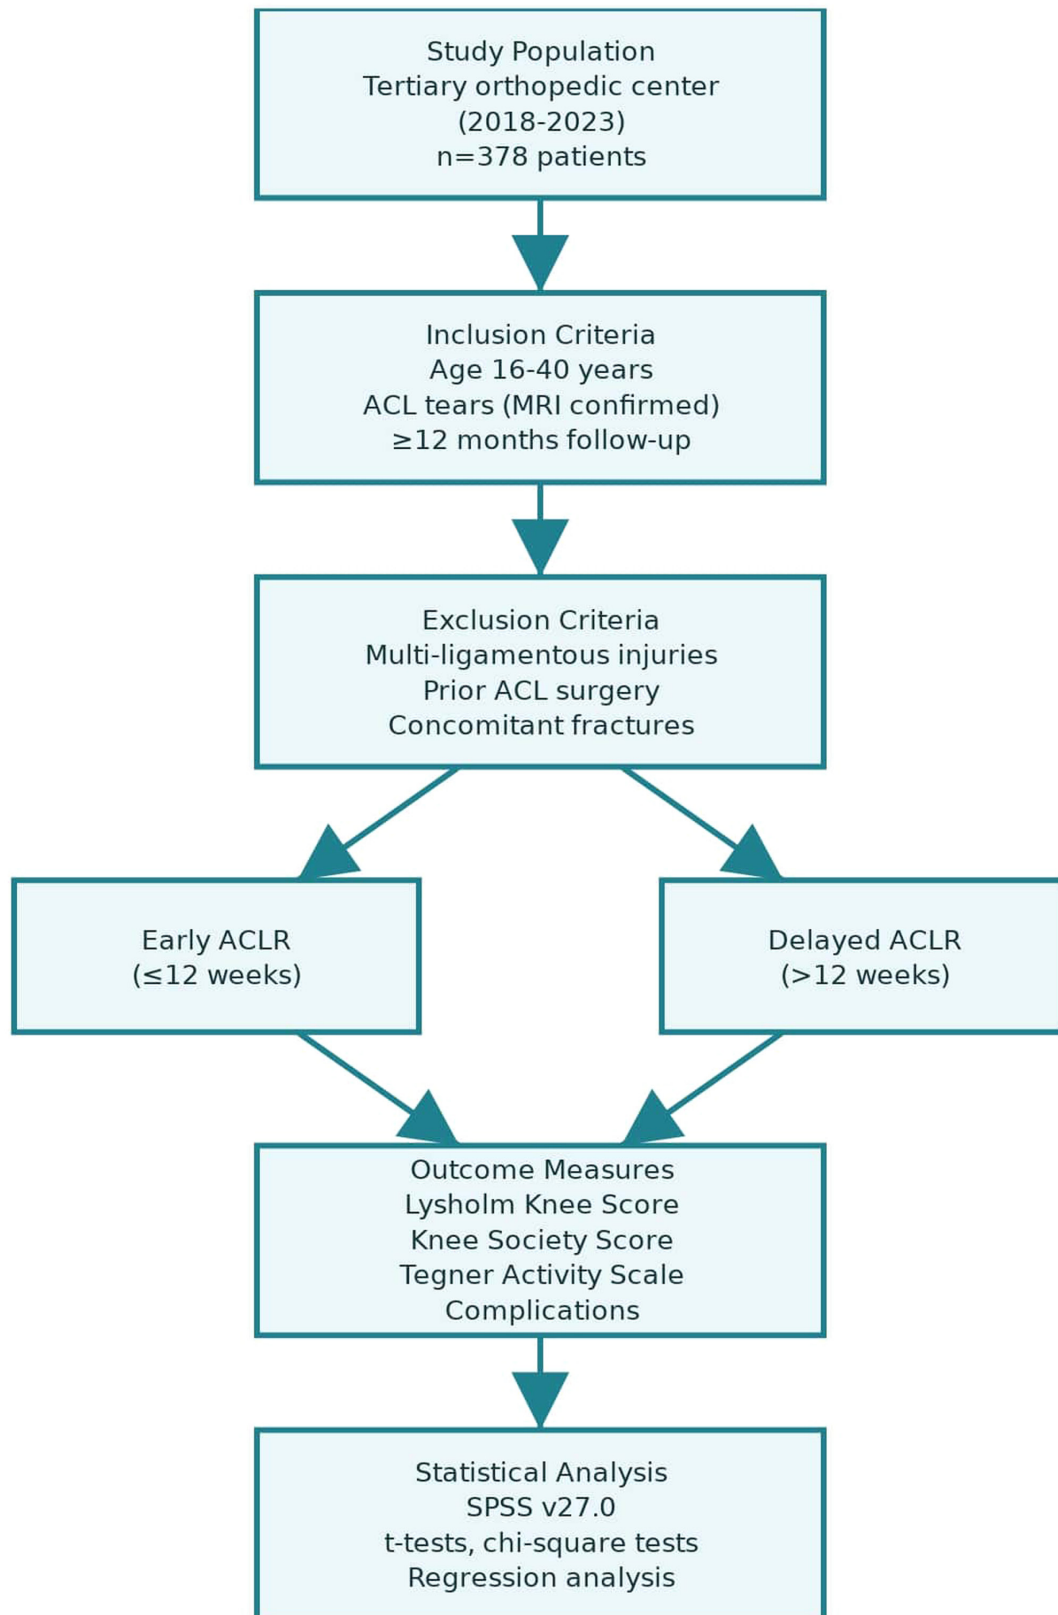 Study Population
Tertiary orthopedic center
(2018-2023)
n=378 patients
Inclusion Criteria
Age 16-40 years
ACL tears (MRI confirmed)
≥12 months follow-up
Exclusion Criteria
Multi-ligamentous injuries
Prior ACL surgery
Concomitant fractures
Early ACLR
(≤12 weeks)
Delayed ACLR
(>12 weeks)
Outcome Measures
Lysholm Knee Score
Knee Society Score
Tegner Activity Scale
Complications
Statistical Analysis
SPSS v27.0
t-tests, chi-square tests
Regression analysis